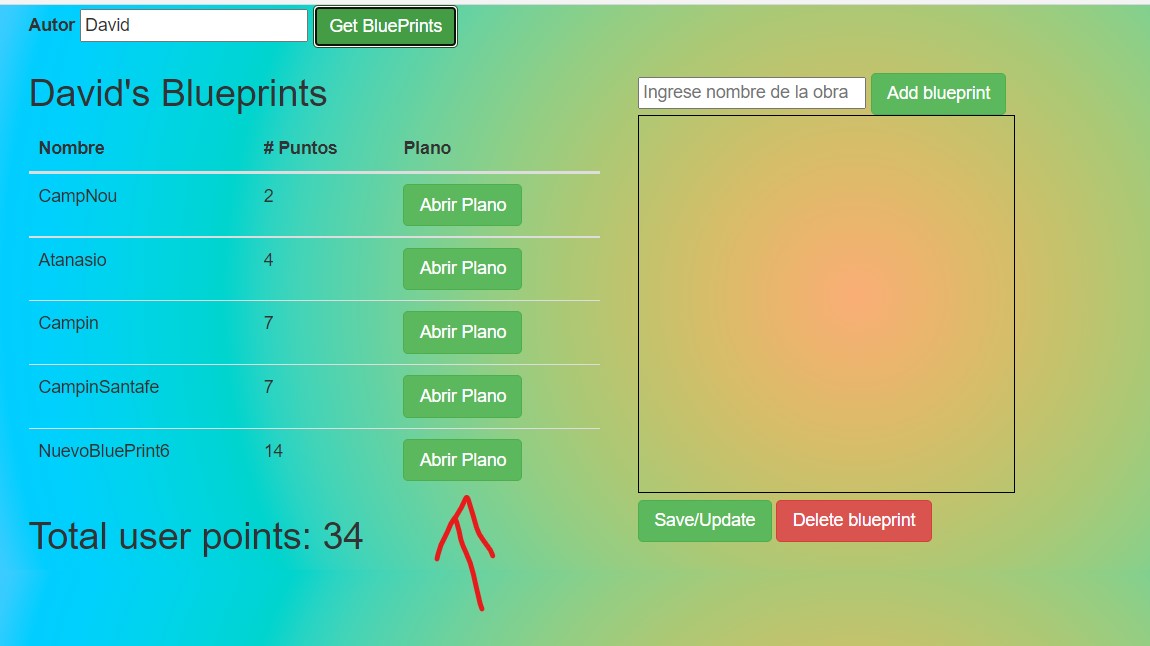 Autor David Get BluePrints
David's Blueprints
Ingrese nombre de la obra Add blueprint
Nombre # Puntos Plano
CampNou 2 Abrir Plano
Atanasio 4 Abrir Plano
Campin 7 Abrir Plano
CampinSantafe 7 Abrir Plano
NuevoBluePrint6 14 Abrir Plano
Save/Update Delete blueprint
Total user points: 34